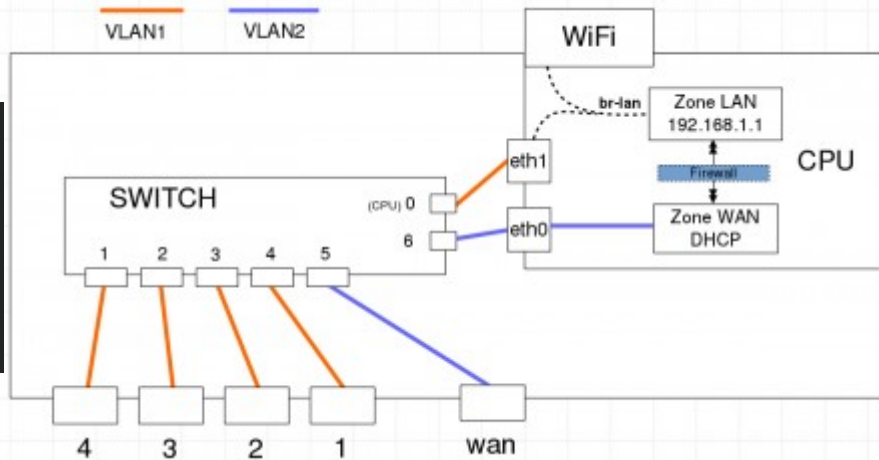 VLAN1
VLAN2
WiFi
br-lan
Zone LAN
192.168.1.1
eth1
CPU
Firewall
SWITCH
(CPU) 0
6
eth0
Zone WAN
DHCP
1 2 3 4 5
4 3 2 1 wan